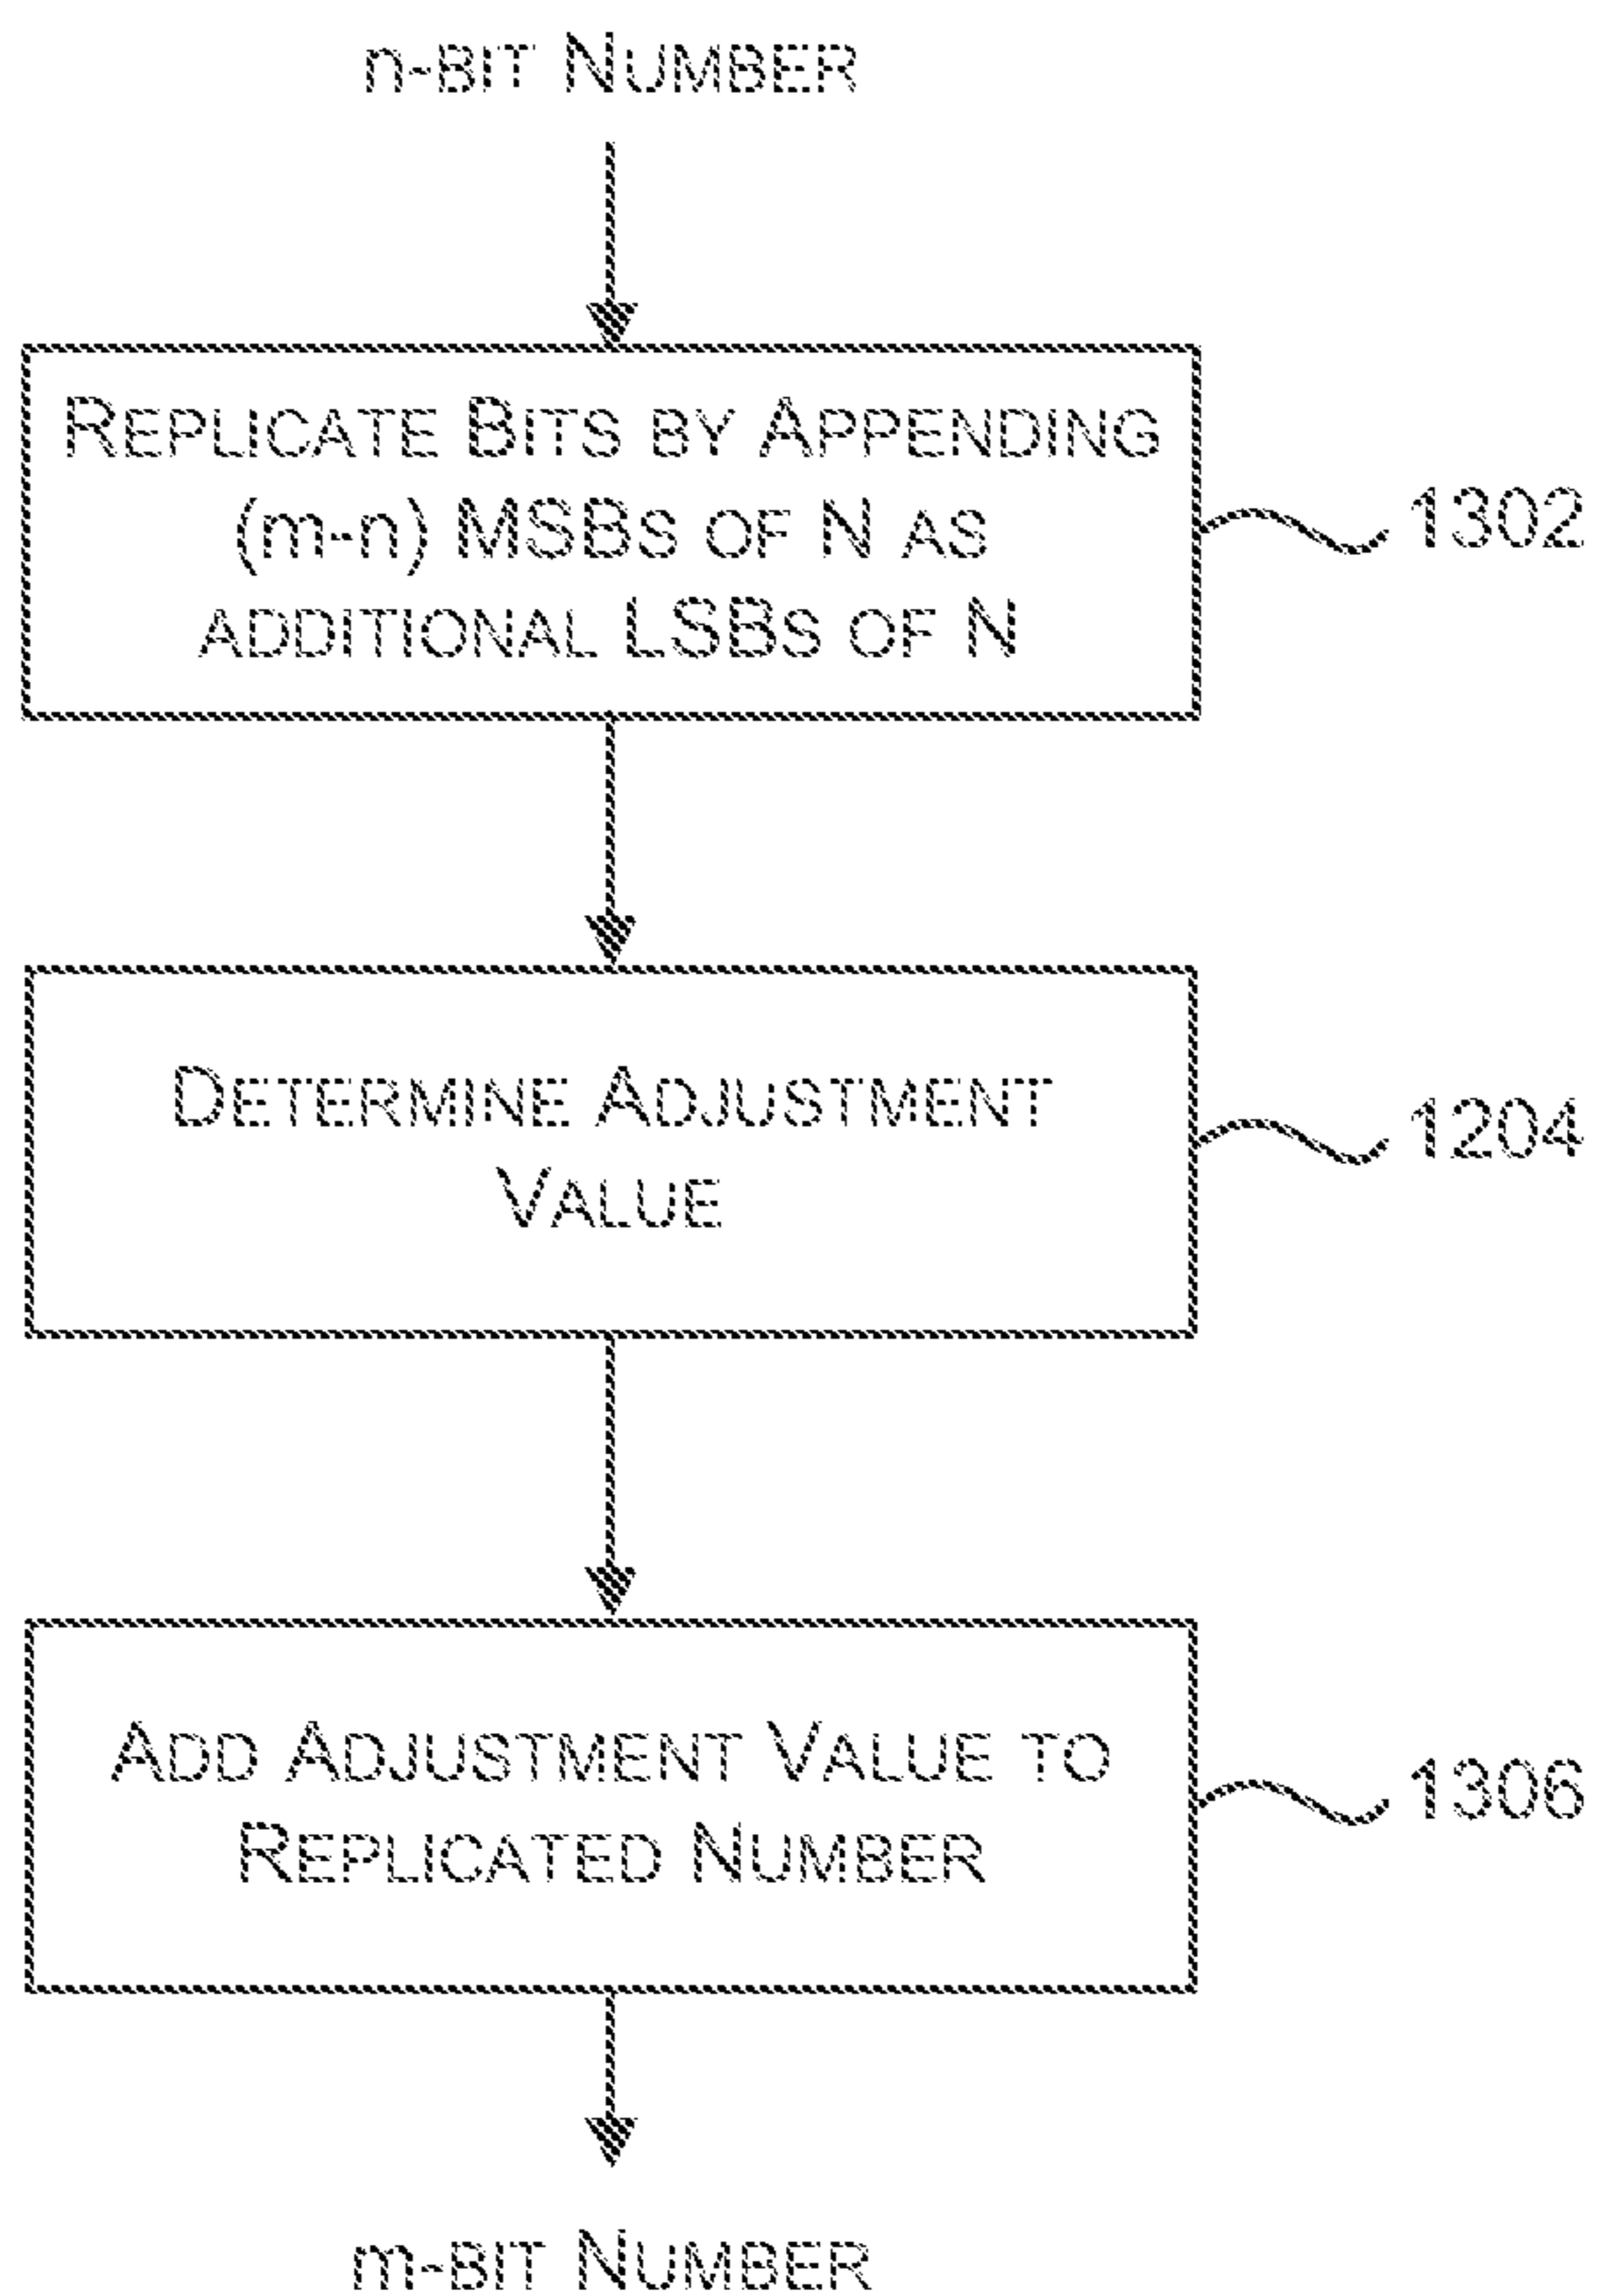 n-BIT NUMBER
REPLICATE BITS BY APPENDING
(m-n) MSBS OF N AS
ADDITIONAL LSBS OF N
1302
DETERMINE ADJUSTMENT
VALUE
1204
ADD ADJUSTMENT VALUE TO
REPLICATED NUMBER
1306
m-BIT NUMBER